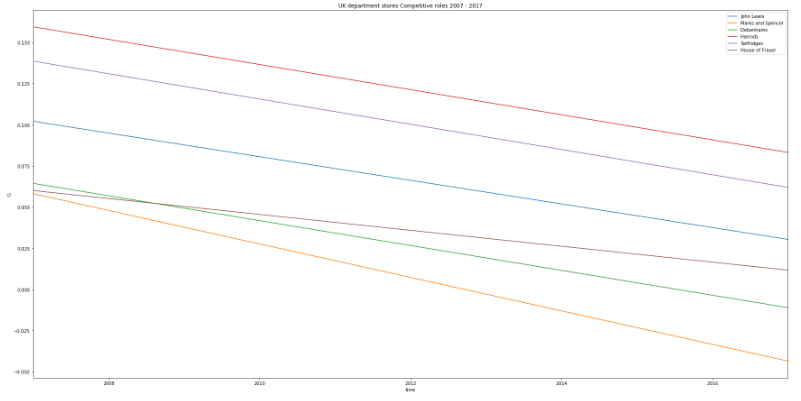 UK department stores Competitive roles 2007 - 2017
John Lewis
Marks and Spencer
Debenhams
Harrods
Selfridges
House of Fraser
0.150
0.125
0.100
0.075
0.050
0.025
0.000
−0.025
−0.050
2008
2010
2012
2014
2016
time